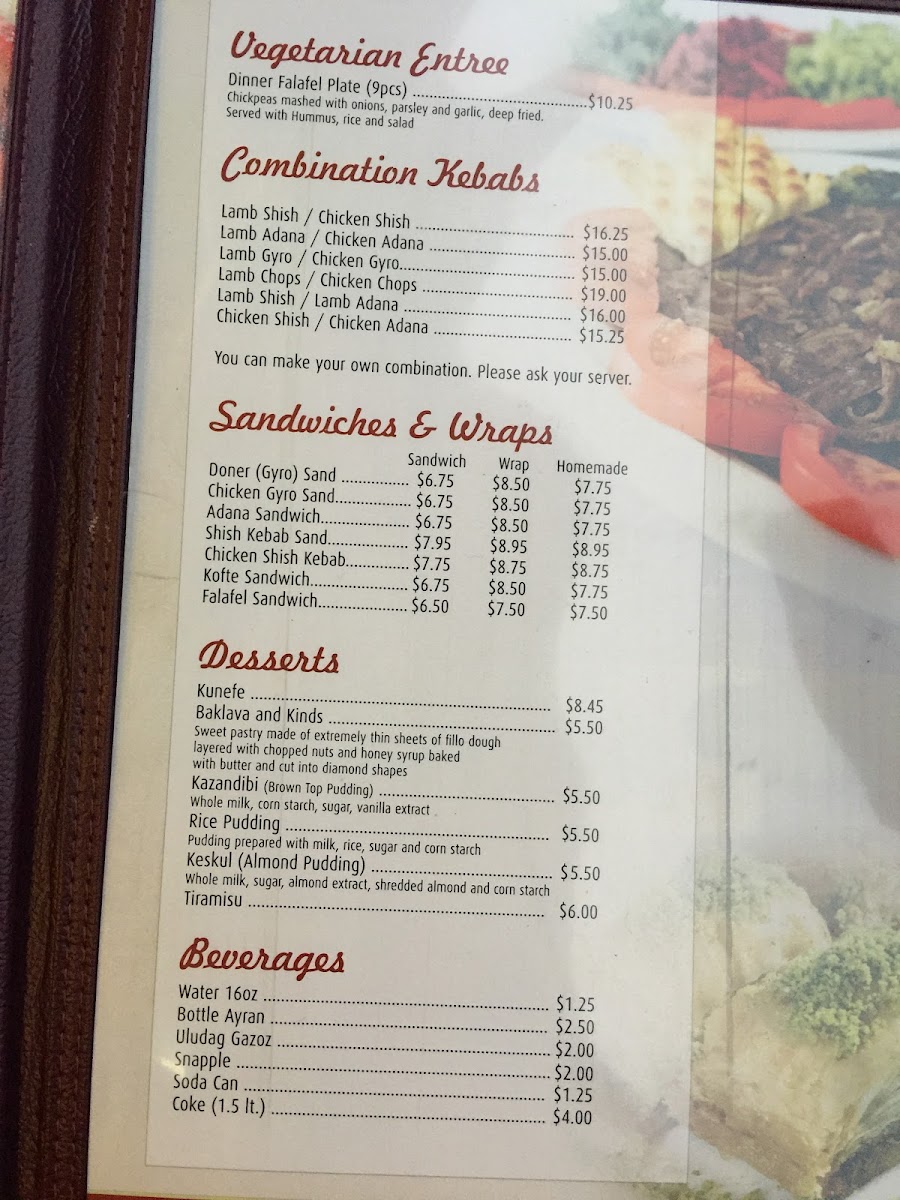 Vegetarian Entree
Dinner Falafel Plate (9pcs) ..........................................$10.25
Chickpeas mashed with onions, parsley and garlic, deep fried.
Served with Hummus, rice and salad
Combination Kebabs
Lamb Shish / Chicken Shish ...................................... $16.25
Lamb Adana / Chicken Adana ................................... $15.00
Lamb Gyro / Chicken Gyro.......................................... $15.00
Lamb Chops / Chicken Chops .................................... $19.00
Lamb Shish / Lamb Adana ........................................ $16.00
Chicken Shish / Chicken Adana ................................. $15.25
You can make your own combination. Please ask your server.
Sandwiches & Wraps
Sandwich Wrap Homemade
Doner (Gyro) Sand ................ $6.75 $8.50 $7.75
Chicken Gyro Sand.................. $6.75 $8.50 $7.75
Adana Sandwich..................... $6.75 $8.50 $7.75
Shish Kebab Sand................... $7.95 $8.95 $8.95
Chicken Shish Kebab............... $7.75 $8.75 $8.75
Kofte Sandwich....................... $6.75 $8.50 $7.75
Falafel Sandwich..................... $6.50 $7.50 $7.50
Desserts
Kunefe ........................................................................ $8.45
Baklava and Kinds ...................................................... $5.50
Sweet pastry made of extremely thin sheets of fillo dough
layered with chopped nuts and honey syrup baked
with butter and cut into diamond shapes
Kazandibi (Brown Top Pudding) .......................................... $5.50
Whole milk, corn starch, sugar, vanilla extract
Rice Pudding ............................................................... $5.50
Pudding prepared with milk, rice, sugar and corn starch
Keskul (Almond Pudding) ........................................... $5.50
Whole milk, sugar, almond extract, shredded almond and corn starch
Tiramisu ...................................................................... $6.00
Beverages
Water 16oz .................................................................... $1.25
Bottle Ayran .................................................................. $2.50
Uludag Gazoz ................................................................ $2.00
Snapple ......................................................................... $2.00
Soda Can ....................................................................... $1.25
Coke (1.5 lt.) ................................................................. $4.00